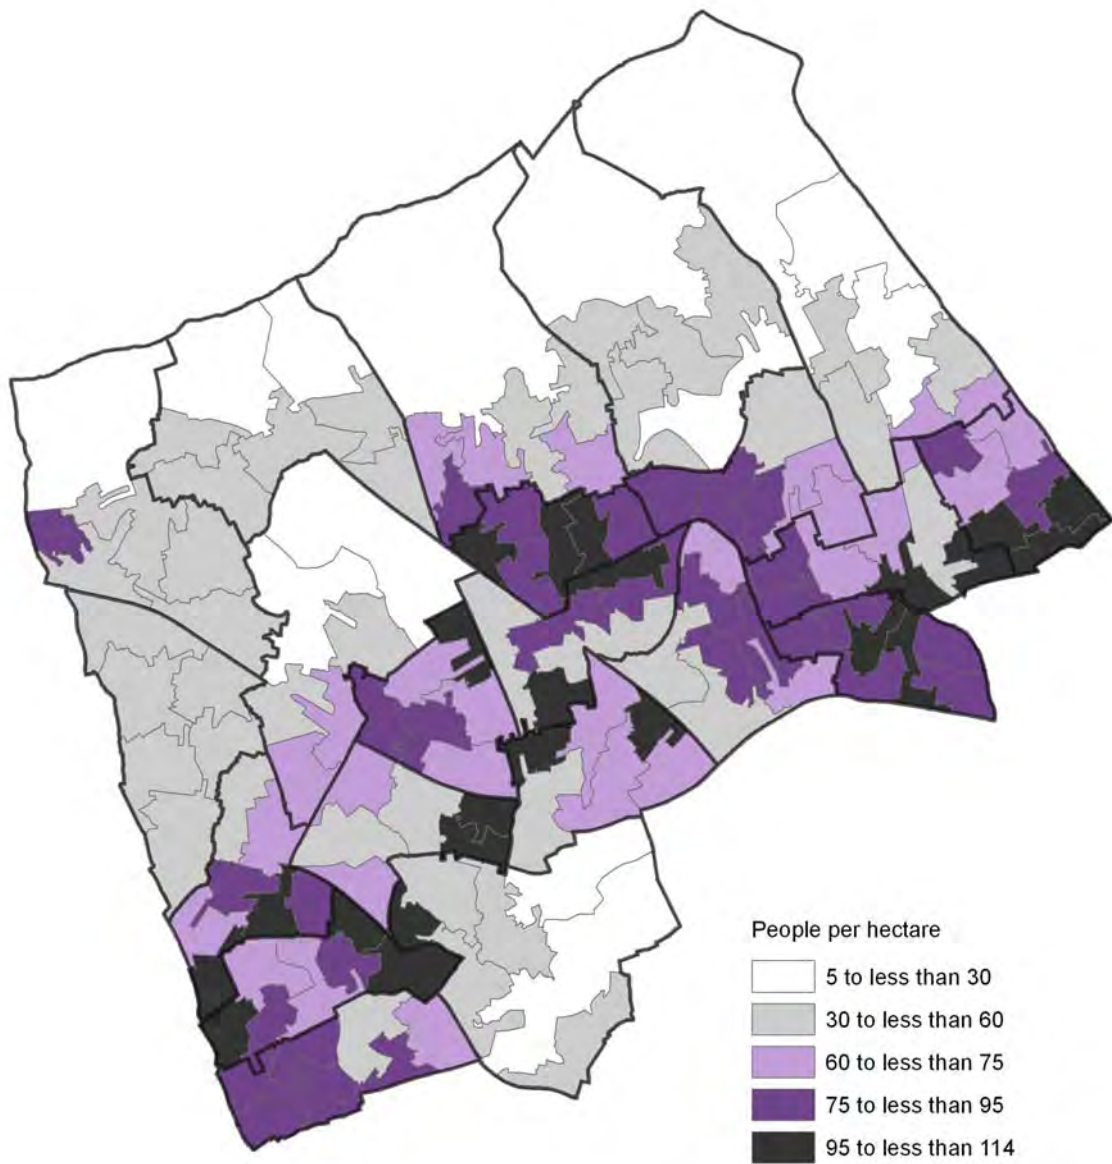 People per hectare
5 to less than 30
30 to less than 60
60 to less than 75
75 to less than 95
95 to less than 114